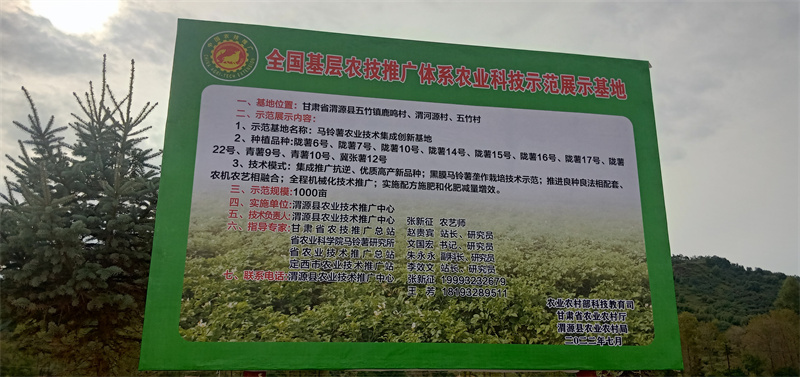 全国基层农技推广体系农业科技示范展示基地
一、基地位置：甘肃省渭源县五竹镇鹿鸣村、渭河源村、五竹村
二、示范展示内容：
1、示范基地名称：马铃薯农业技术集成创新基地
2、种植品种：陇薯6号、陇薯7号、陇薯10号、陇薯14号、陇薯15号、陇薯16号、陇薯17号、陇薯
22号、青薯9号、青薯10号、冀张薯12号
3、技术模式：集成推广抗逆、优质高产新品种；黑膜马铃薯垄作栽培技术示范；推进良种良法相配套、
农机农艺相融合；全程机械化技术推广；实施配方施肥和化肥减量增效。
三、示范规模：1000亩
四、实施单位：渭源县农业技术推广中心
五、技术负责人：渭源县农业技术推广中心 张新征 农艺师
六、指导专家：甘肃省农业技术推广总站 赵贵宾 站长、研究员
省农业科学院马铃薯研究所 文国宏 书记、研究员
省农业技术推广总站 朱永永 副科长、研究员
定西市农业技术推广站 李效文 站长、研究员
七、联系电话：渭源县农业技术推广中心 张新征 19993232679
王芳 18193289511
农业农村部科技教育司
甘肃省农业农村厅
渭源县农业农村局
二〇二二年七月